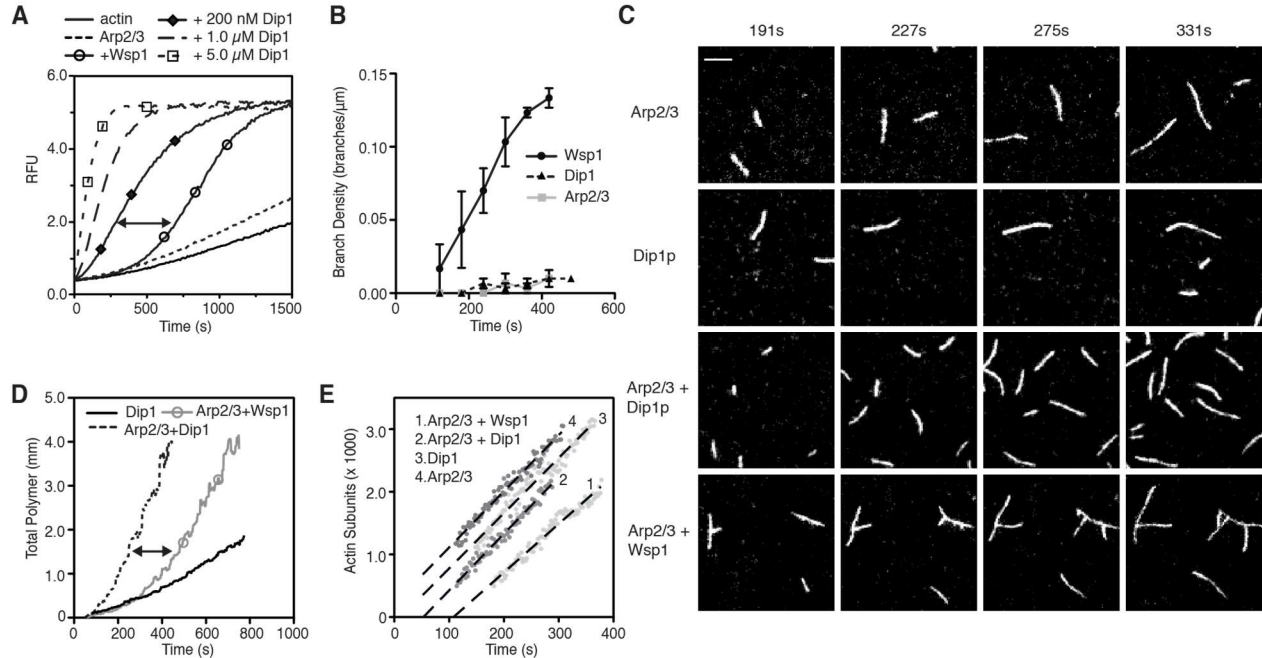 A
actin
Arp2/3
+Wsp1
+ 200 nM Dip1
+ 1.0 µM Dip1
+ 5.0 µM Dip1
RFU
6.0
4.0
2.0
0.0
0
500
1000
1500
Time (s)
B
Branch Density (branches/µm)
0.15
0.10
0.05
0.00
0
200
400
600
Time (s)
Wsp1
Dip1
Arp2/3
C
191s
227s
275s
331s
Arp2/3
Dip1p
Arp2/3 +
Dip1p
Arp2/3 +
Wsp1
D
Dip1
Arp2/3+Wsp1
Arp2/3+Dip1
Total Polymer (mm)
5.0
4.0
3.0
2.0
1.0
0
0
200
400
600
800
1000
Time (s)
E
1.Arp2/3 + Wsp1
2.Arp2/3 + Dip1
3.Dip1
4.Arp2/3
4
3
2
1
Actin Subunits (x 1000)
3.0
2.0
1.0
0
0
100
200
300
400
Time (s)